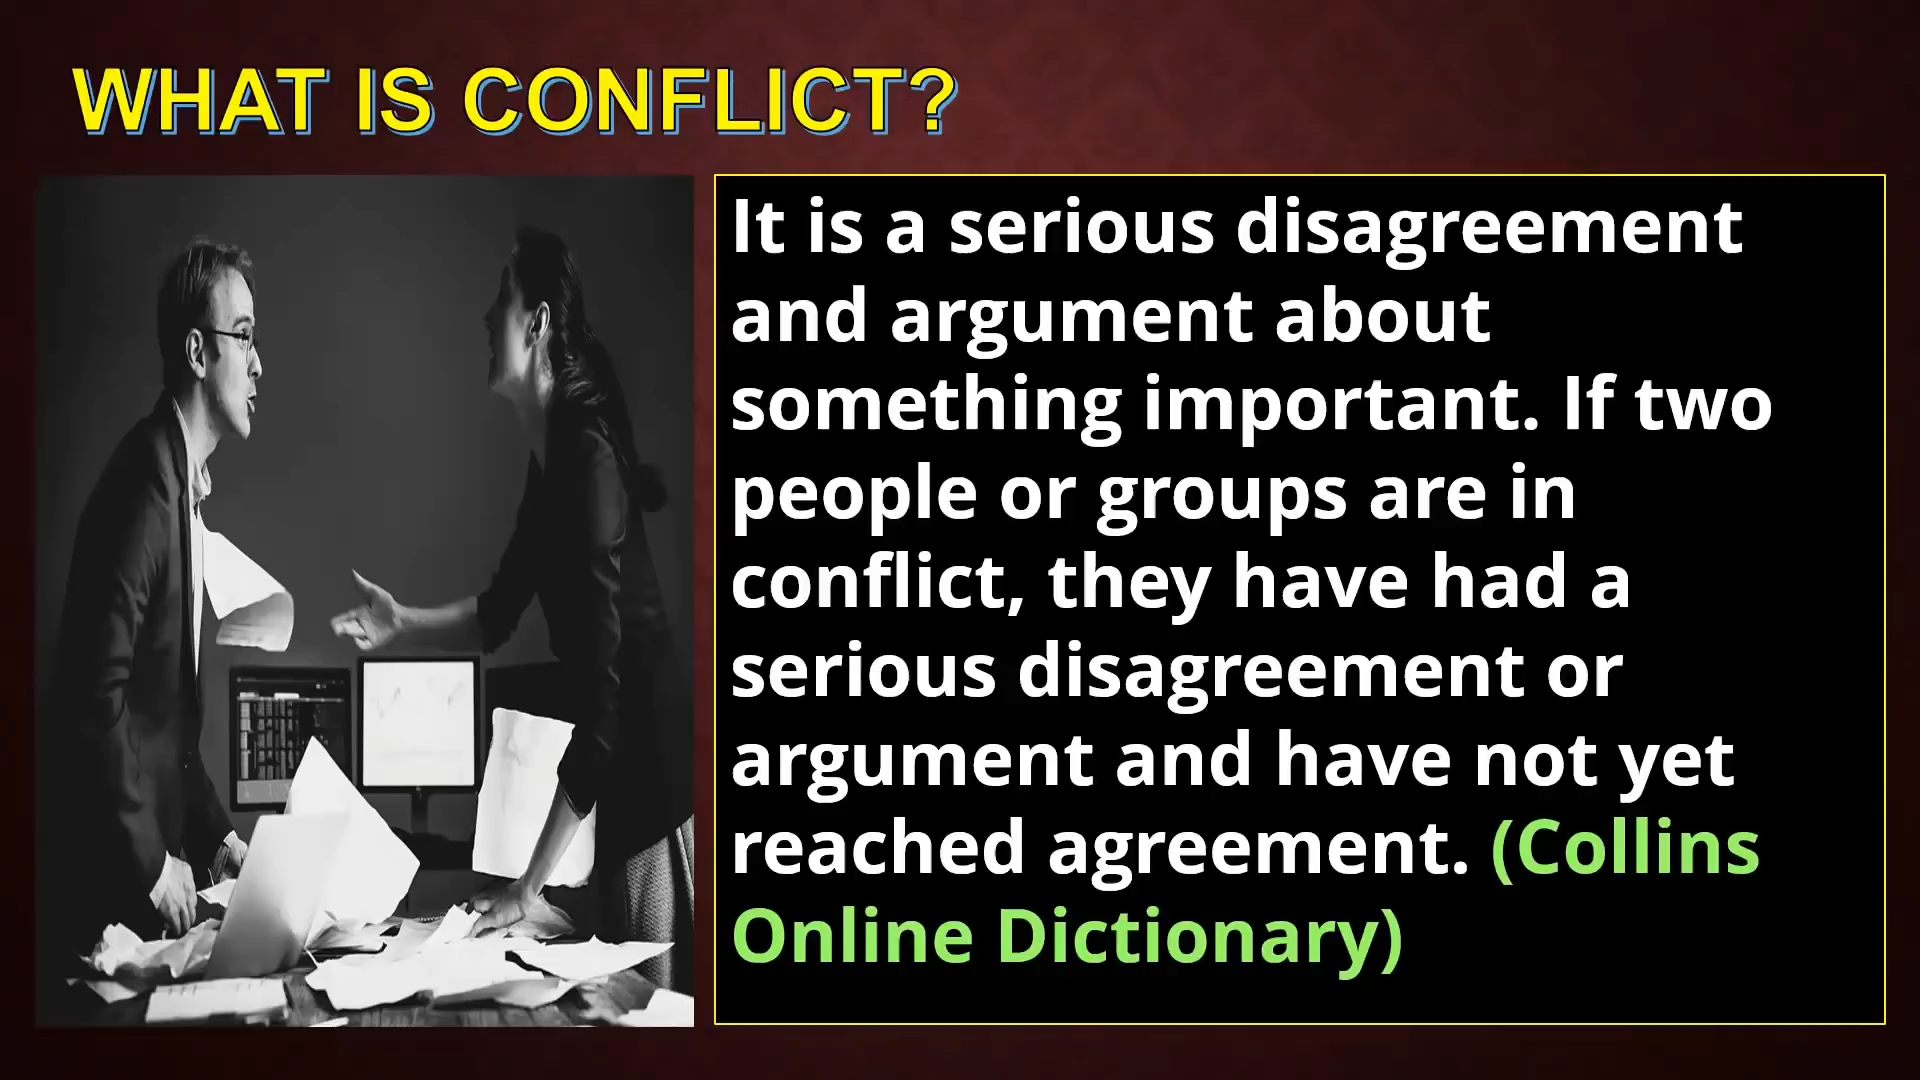 WHAT IS CONFLICT?
It is a serious disagreement
and argument about
something important. If two
people or groups are in
conflict, they have had a
serious disagreement or
argument and have not yet
reached agreement. (Collins
Online Dictionary)